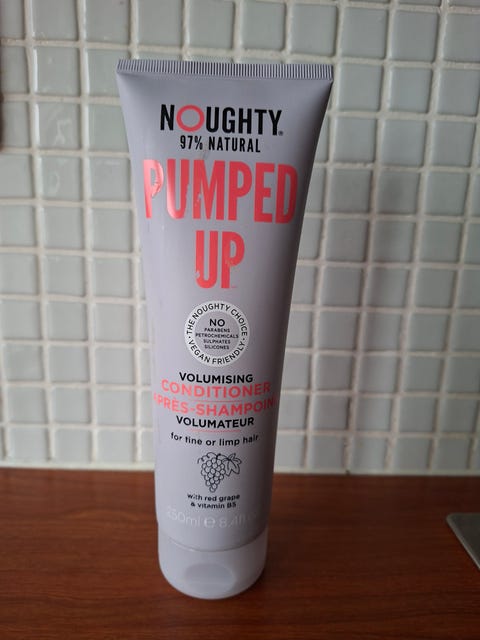 NOUGHTY®
97% NATURAL
PUMPED
UP
THE NOUGHTY CHOICE
NO
PARABENS
PETROCHEMICALS
SULPHATES
SILICONES
VEGAN FRIENDLY
VOLUMISING
CONDITIONER
APRÈS-SHAMPOING
VOLUMATEUR
for fine or limp hair
with red grape
& vitamin B5
250ml ℮ 8.4fl